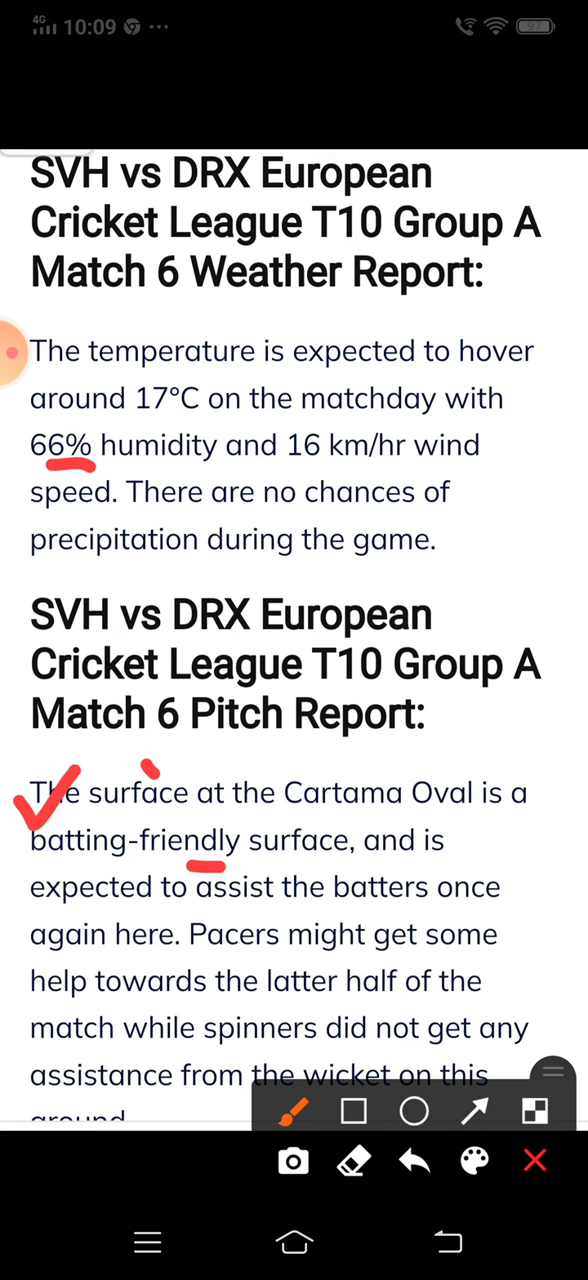 4G 10:09 ...
97
SVH vs DRX European
Cricket League T10 Group A
Match 6 Weather Report:
The temperature is expected to hover
around 17°C on the matchday with
66% humidity and 16 km/hr wind
speed. There are no chances of
precipitation during the game.
SVH vs DRX European
Cricket League T10 Group A
Match 6 Pitch Report:
The surface at the Cartama Oval is a
batting-friendly surface, and is
expected to assist the batters once
again here. Pacers might get some
help towards the latter half of the
match while spinners did not get any
assistance from the wicket on this
ground